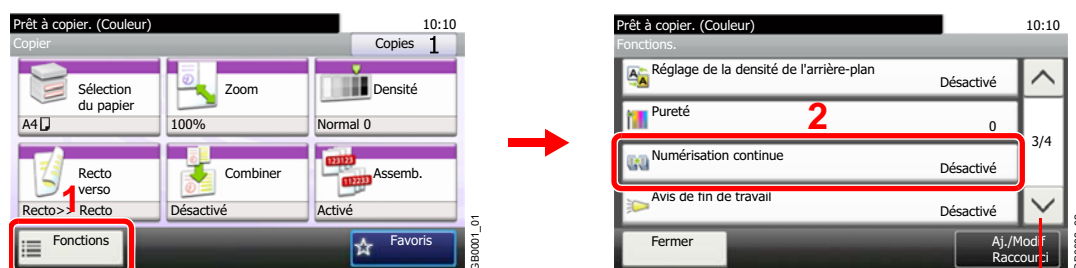 Prêt à copier. (Couleur) 10:10
Copier Copies 1
Sélection
du papier
A4
Zoom
100%
Densité
Normal 0
Recto
verso
Recto>> Recto
Combiner
Désactivé
123123
112233
Assemb.
Activé
1
Fonctions
Favoris
GB0001_01
Prêt à copier. (Couleur) 10:10
Fonctions.
Réglage de la densité de l'arrière-plan
Désactivé
Pureté
0
2
3/4
Numérisation continue
Désactivé
Avis de fin de travail
Désactivé
Fermer
Aj./Modif
Raccourci